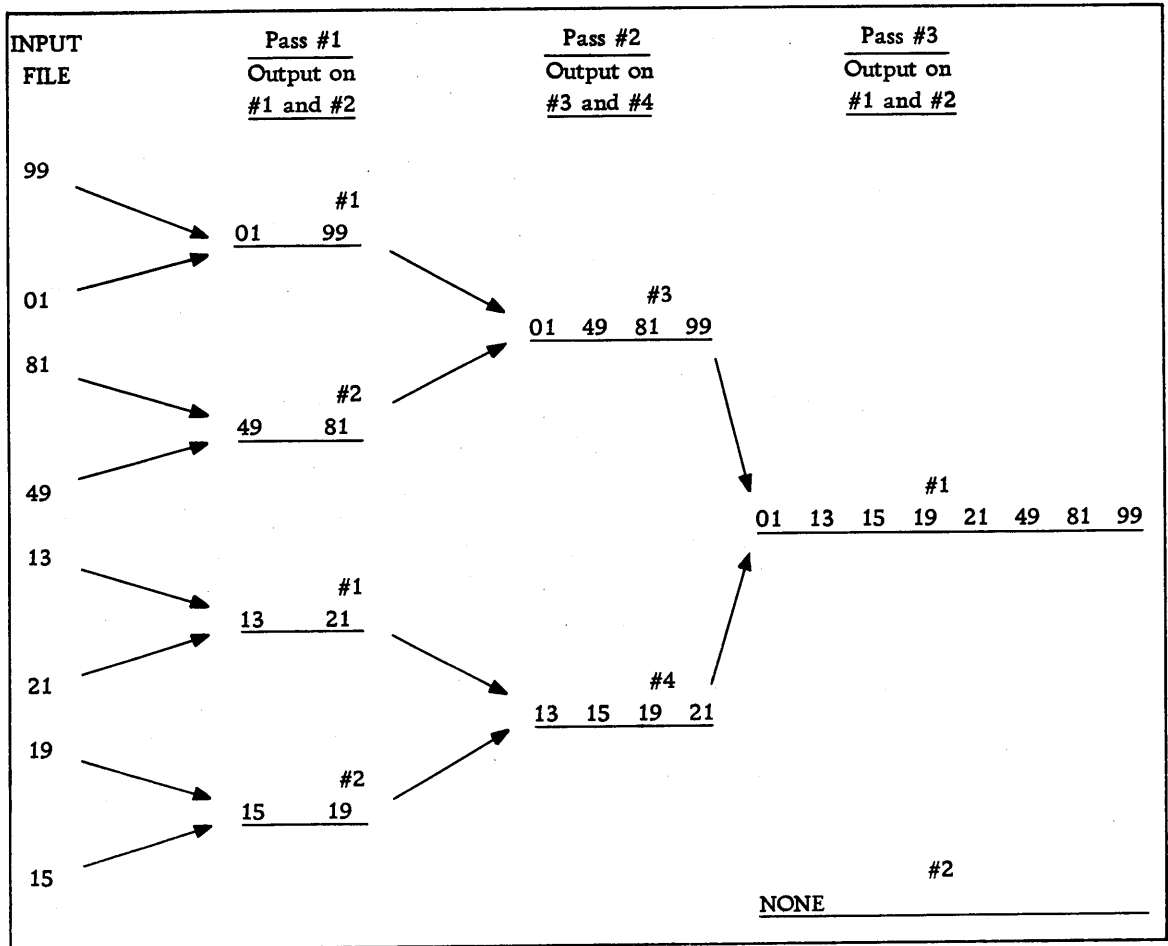 INPUT
FILE
Pass #1
Output on
#1 and #2
Pass #2
Output on
#3 and #4
Pass #3
Output on
#1 and #2
99
01
81
49
13
21
19
15
#1
01 99
#2
49 81
#1
13 21
#2
15 19
#3
01 49 81 99
#4
13 15 19 21
#1
01 13 15 19 21 49 81 99
#2
NONE